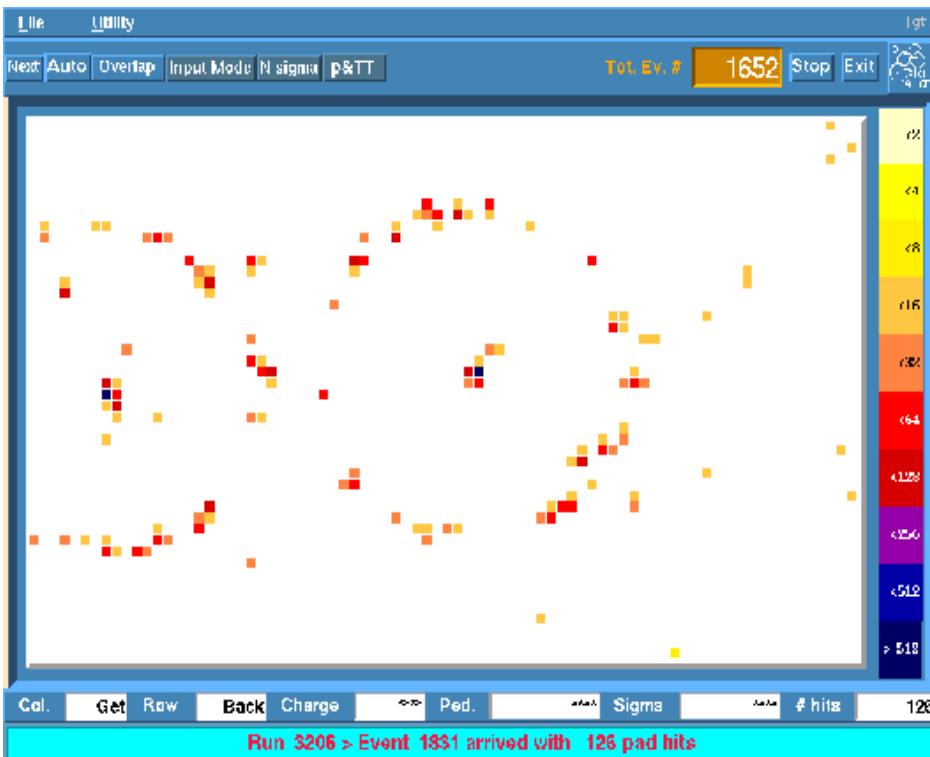 File Utility
Next Auto Overlap Input Mode N sigma p&TT Tot. Ev. # 1652 Stop Exit
<2
<4
<8
<16
<32
<64
<128
<256
<512
> 512
Col. Get Row Back Charge *** Ped. *** Sigma *** # hits 126
Run 3206 > Event 1831 arrived with 126 pad hits